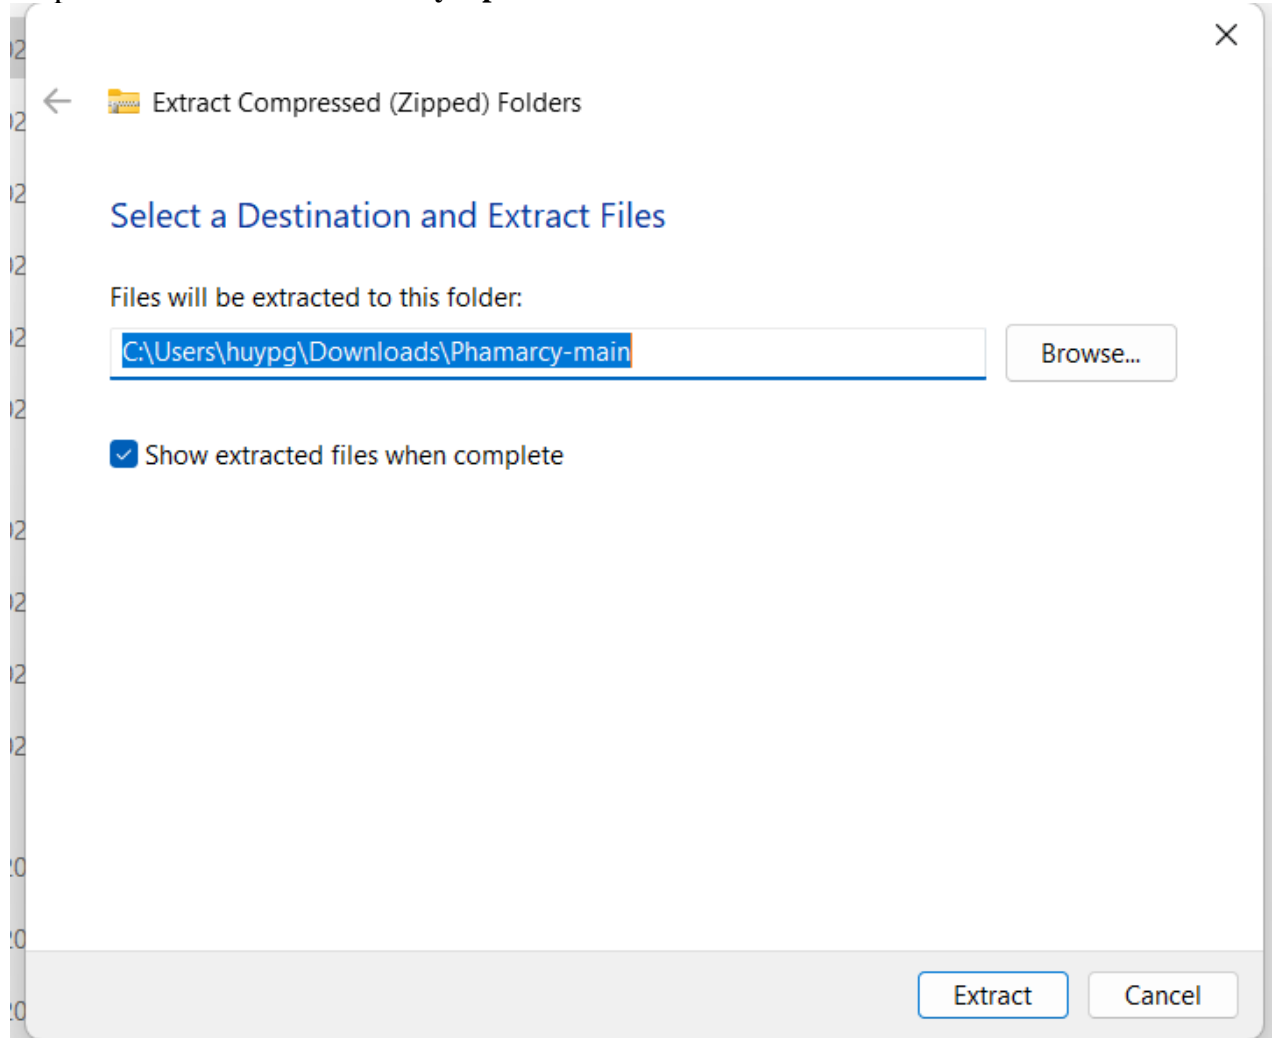 Extract Compressed (Zipped) Folders
Select a Destination and Extract Files
Files will be extracted to this folder:
C:\Users\huypg\Downloads\Phamarcy-main
Browse...
Show extracted files when complete
Extract
Cancel